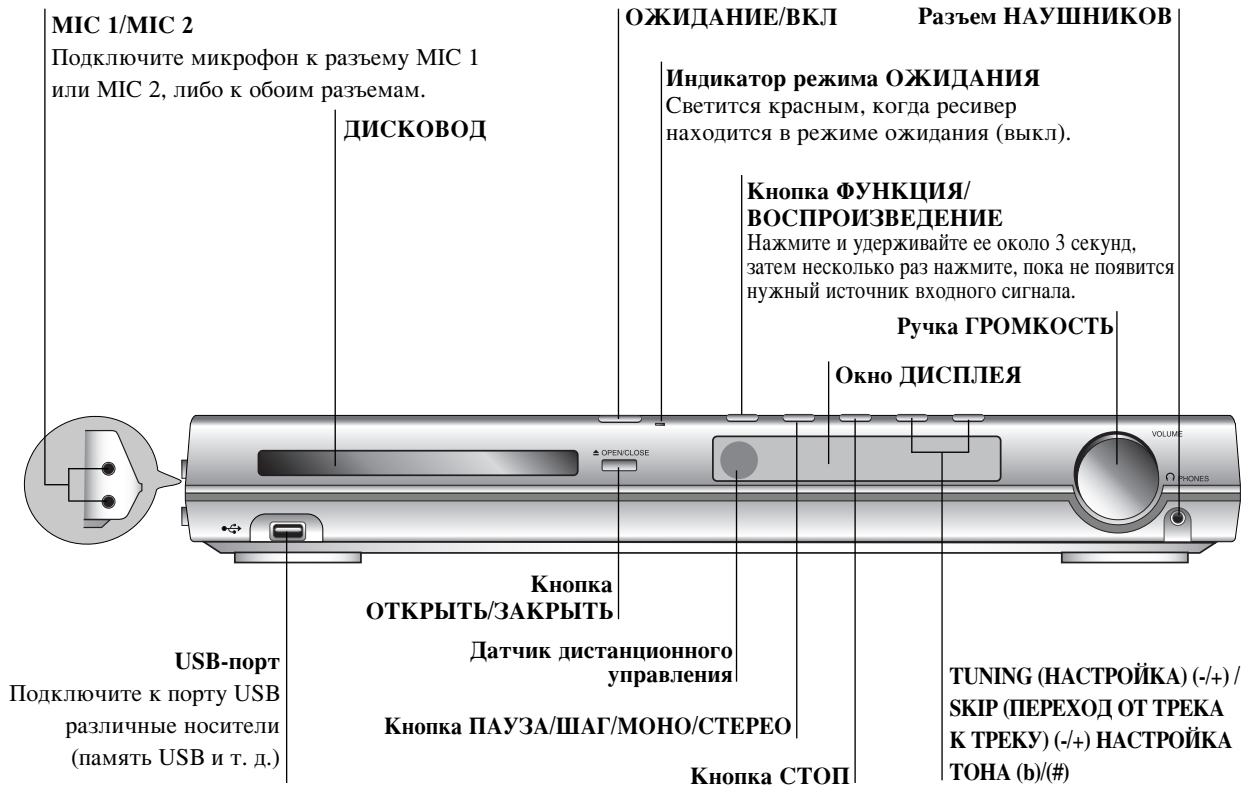 MIC 1/MIC 2
Подключите микрофон к разъему MIC 1
или MIC 2, либо к обоим разъемам.
ДИСКОВОД
ОЖИДАНИЕ/ВКЛ
Разъем НАУШНИКОВ
Индикатор режима ОЖИДАНИЯ
Светится красным, когда ресивер
находится в режиме ожидания (выкл).
Кнопка ФУНКЦИЯ/
ВОСПРОИЗВЕДЕНИЕ
Нажмите и удерживайте ее около 3 секунд,
затем несколько раз нажмите, пока не появится
нужный источник входного сигнала.
Ручка ГРОМКОСТЬ
Окно ДИСПЛЕЯ
VOLUME
OPEN/CLOSE
PHONES
Кнопка
ОТКРЫТЬ/ЗАКРЫТЬ
Датчик дистанционного
управления
USB-порт
Подключите к порту USB
различные носители
(память USB и т. д.)
Кнопка ПАУЗА/ШАГ/МОНО/СТЕРЕО
Кнопка СТОП
TUNING (НАСТРОЙКА) (-/+) /
SKIP (ПЕРЕХОД ОТ ТРЕКА
К ТРЕКУ) (-/+) НАСТРОЙКА
ТОНА (b)/(#)